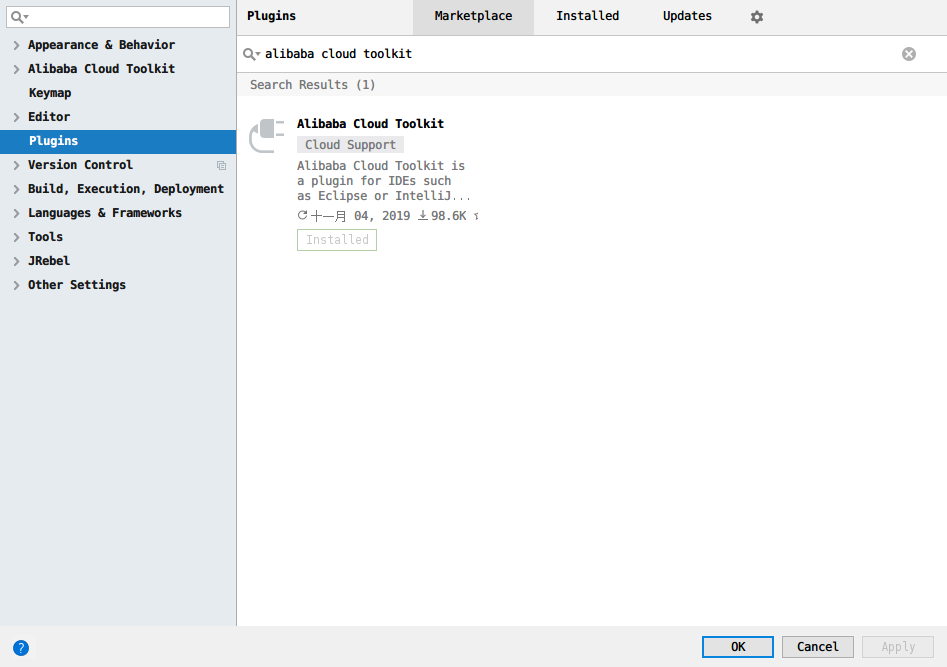 Plugins
Marketplace
Installed
Updates
Appearance & Behavior
Alibaba Cloud Toolkit
Keymap
Editor
Plugins
Version Control
Build, Execution, Deployment
Languages & Frameworks
Tools
JRebel
Other Settings
alibaba cloud toolkit
Search Results (1)
Alibaba Cloud Toolkit
Cloud Support
Alibaba Cloud Toolkit is
a plugin for IDEs such
as Eclipse or IntelliJ...
十一月 04, 2019 98.6K
Installed
?
OK
Cancel
Apply